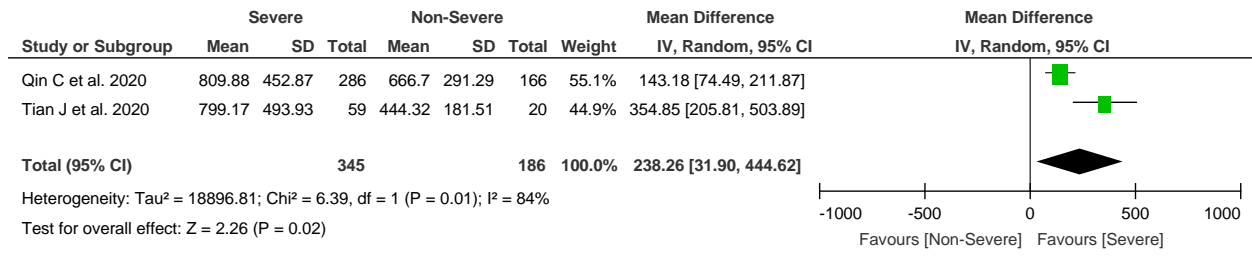 Severe Non-Severe Mean Difference Mean Difference
Study or Subgroup Mean SD Total Mean SD Total Weight IV, Random, 95% CI IV, Random, 95% CI
Qin C et al. 2020 809.88 452.87 286 666.7 291.29 166 55.1% 143.18 [74.49, 211.87]
Tian J et al. 2020 799.17 493.93 59 444.32 181.51 20 44.9% 354.85 [205.81, 503.89]
Total (95% CI) 345 186 100.0% 238.26 [31.90, 444.62]
Heterogeneity: Tau² = 18896.81; Chi² = 6.39, df = 1 (P = 0.01); I² = 84%
Test for overall effect: Z = 2.26 (P = 0.02)
-1000 -500 0 500 1000
Favours [Non-Severe] Favours [Severe]